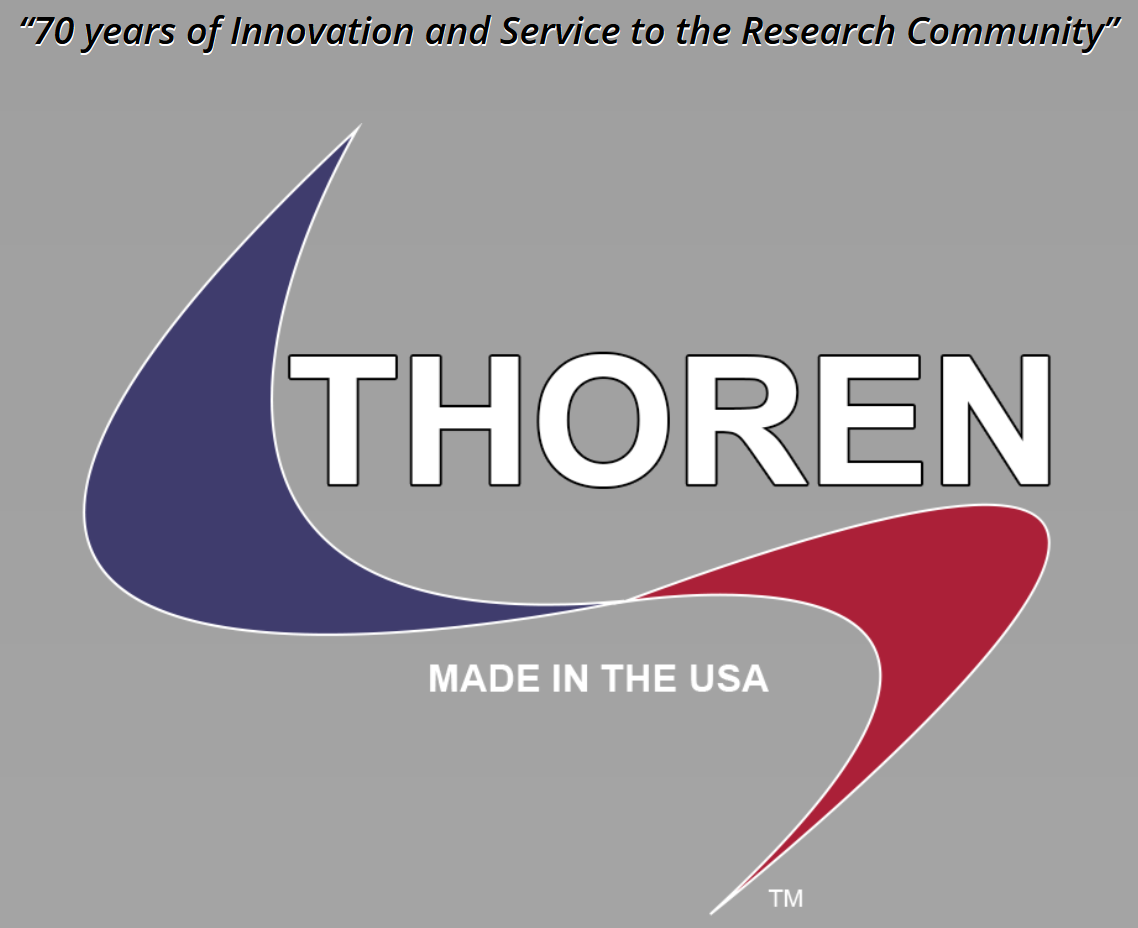 “70 years of Innovation and Service to the Research Community”
THOREN
MADE IN THE USA
TM